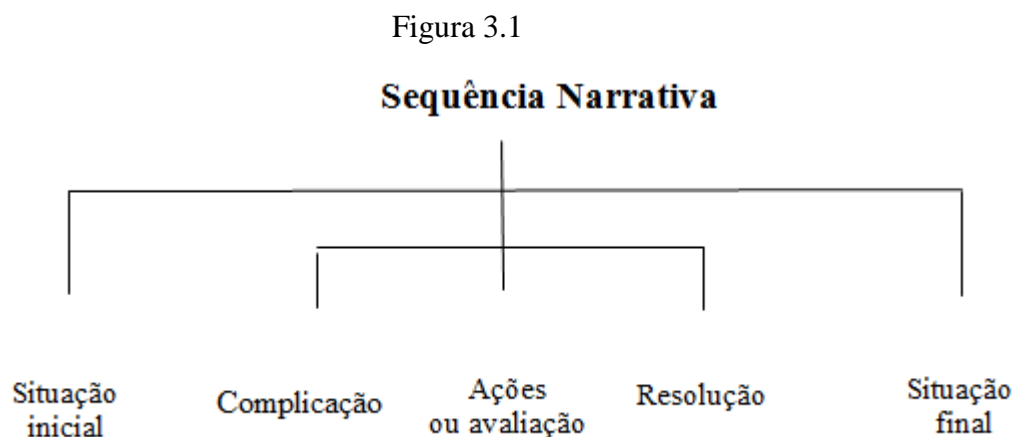 Figura 3.1
Sequência Narrativa
Situação
inicial
Complicação
Ações
ou avaliação
Resolução
Situação
final